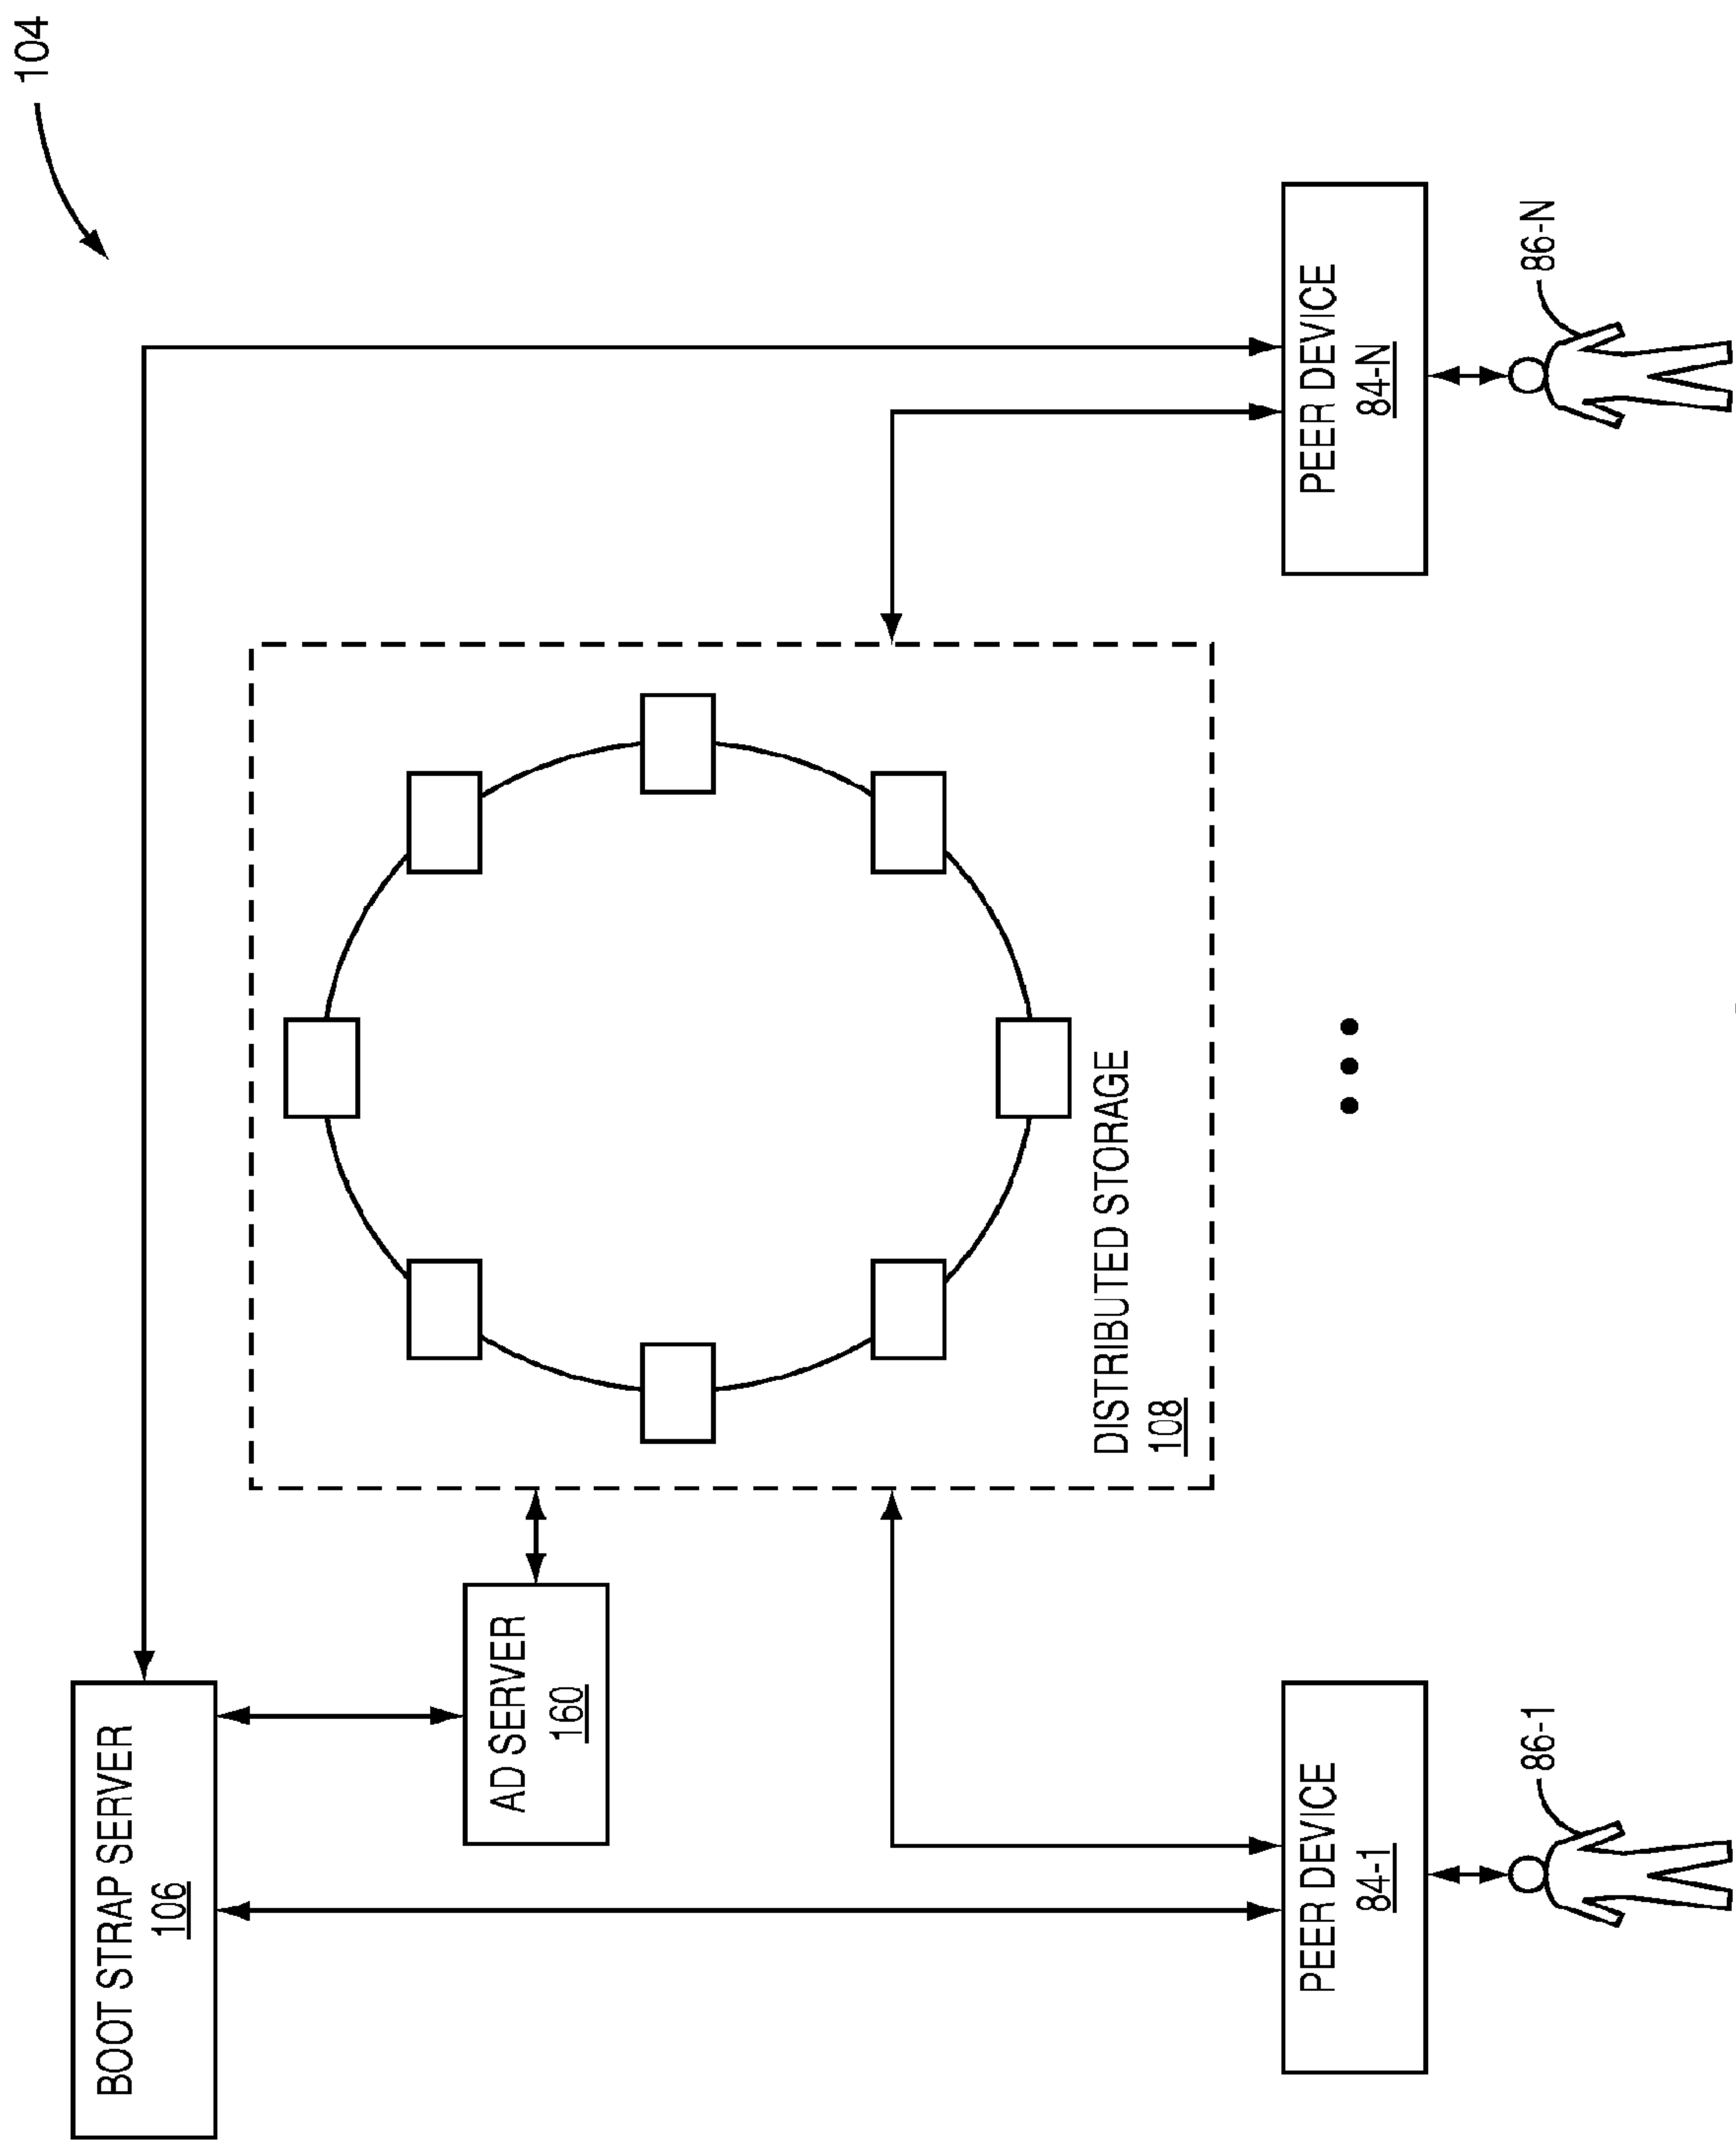 104
BOOT STRAP SERVER
106
AD SERVER
160
DISTRIBUTED STORAGE
108
PEER DEVICE
84-1
PEER DEVICE
84-N
86-1
86-N